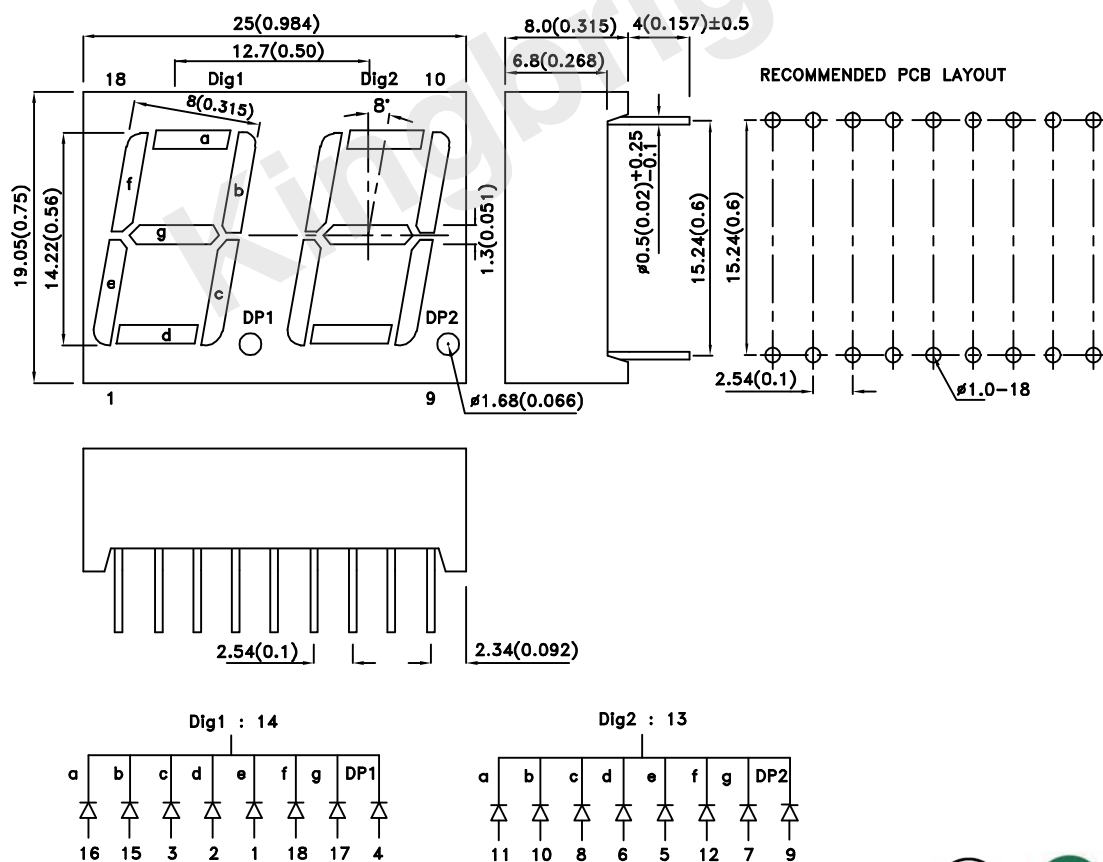 25(0.984)
12.7(0.50)
18 Dig1 Dig2 10
8(0.315)
8°
a
f
b
g
e
c
d
DP1
DP2
1
9
19.05(0.75)
14.22(0.56)
1.3(0.051)
ø1.68(0.066)
8.0(0.315)
4(0.157)±0.5
6.8(0.268)
ø0.5(0.02)+0.25 -0.1
15.24(0.6)
RECOMMENDED PCB LAYOUT
15.24(0.6)
2.54(0.1)
ø1.0-18
Kingbrig
2.54(0.1)
2.34(0.092)
Dig1 : 14
a b c d e f g DP1
16 15 3 2 1 18 17 4
Dig2 : 13
a b c d e f g DP2
11 10 8 6 5 12 7 9